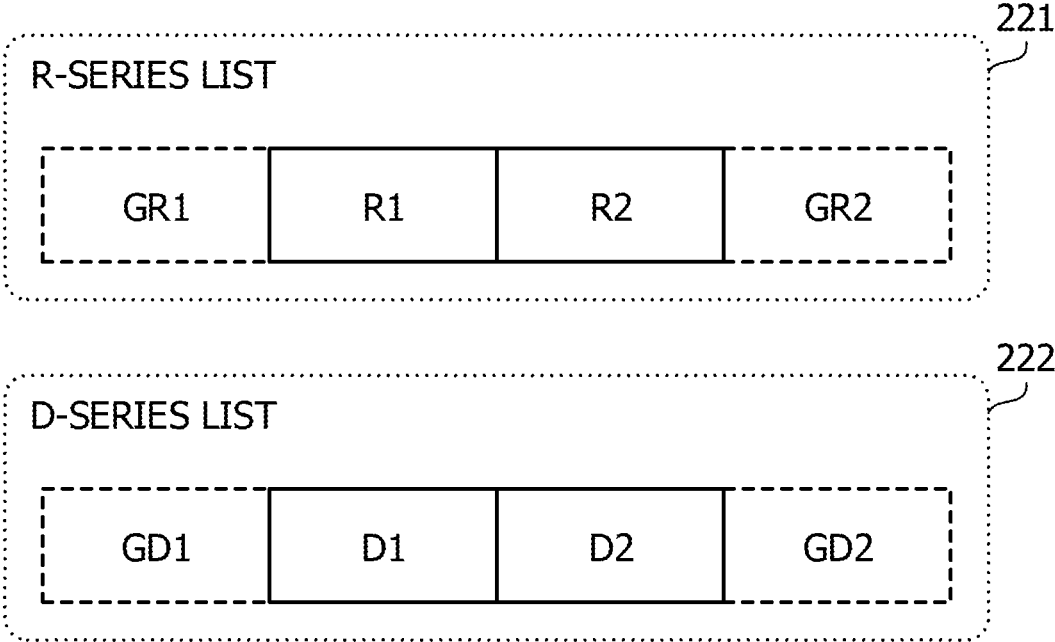 221
R-SERIES LIST
GR1 R1 R2 GR2
222
D-SERIES LIST
GD1 D1 D2 GD2